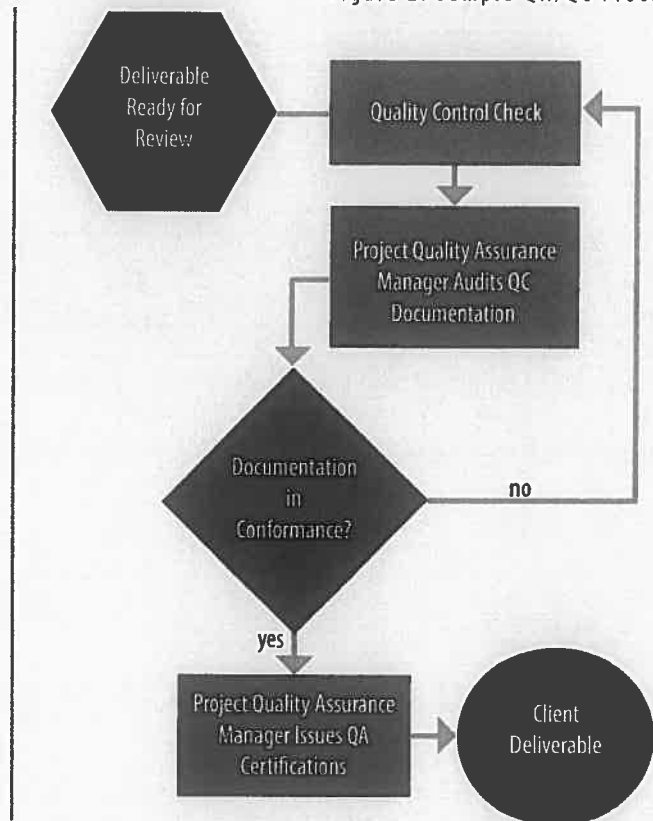 Deliverable
Ready for
Review
Quality Control Check
Project Quality Assurance
Manager Audits QC
Documentation
Documentation
in
Conformance?
no
yes
Project Quality Assurance
Manager Issues QA
Certifications
Client
Deliverable